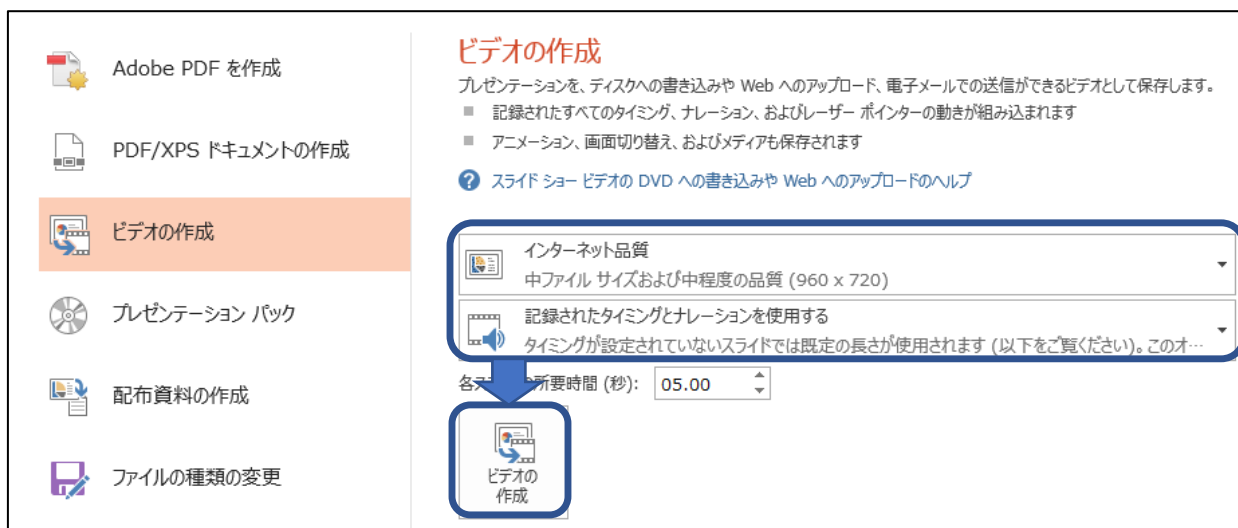 Adobe PDF を作成
PDF/XPS ドキュメントの作成
ビデオの作成
プレゼンテーション パック
配布資料の作成
ファイルの種類の変更
ビデオの作成
プレゼンテーションを、ディスクへの書き込みや Web へのアップロード、電子メールでの送信ができるビデオとして保存します。
記録されたすべてのタイミング、ナレーション、およびレーザー ポインターの動きが組み込まれます
アニメーション、画面切り替え、およびメディアも保存されます
スライド ショー ビデオの DVD への書き込みや Web へのアップロードのヘルプ
インターネット品質
中ファイル サイズおよび中程度の品質 (960 x 720)
記録されたタイミングとナレーションを使用する
タイミングが設定されていないスライドでは既定の長さが使用されます (以下をご覧ください)。このオ…
各ス の所要時間 (秒): 05.00
ビデオの
作成